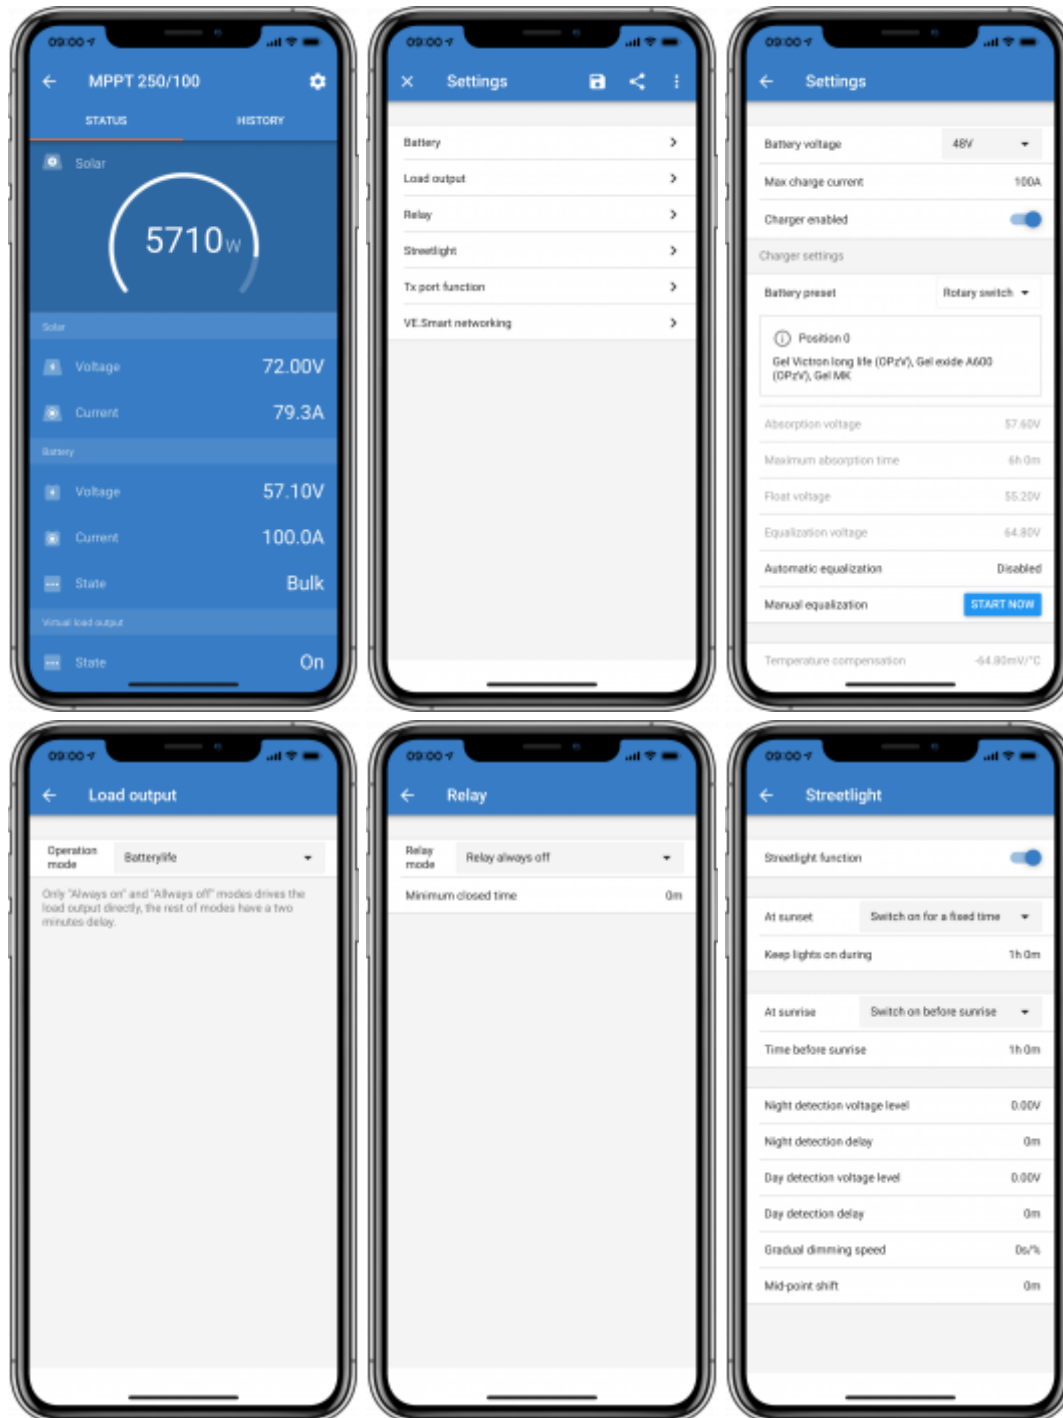 09:00
MPPT 250/100
STATUS HISTORY
Solar
5710W
Solar
Voltage 72.00V
Current 79.3A
Battery
Voltage 57.10V
Current 100.0A
State Bulk
Virtual load output
State On
09:00
Settings
Battery
Load output
Relay
Streetlight
Tx port function
VE.Smart networking
09:00
Settings
Battery voltage 48V
Max charge current 100A
Charger enabled
Charger settings
Battery preset Rotary switch
Position 0
Gel Victron long life (OPzV), Gel exide A600
(OPzV), Gel MK
Absorption voltage 57.60V
Maximum absorption time 6h 0m
Float voltage 55.20V
Equalization voltage 64.80V
Automatic equalization Disabled
Manual equalization START NOW
Temperature compensation -64.80mV/°C
09:00
Load output
Operation
mode Batterylife
Only "Always on" and "Allways off" modes drives the
load output directly, the rest of modes have a two
minutes delay.
09:00
Relay
Relay
mode Relay always off
Minimum closed time 0m
09:00
Streetlight
Streetlight function
At sunset Switch on for a fixed time
Keep lights on during 1h 0m
At sunrise Switch on before sunrise
Time before sunrise 1h 0m
Night detection voltage level 0.00V
Night detection delay 0m
Day detection voltage level 0.00V
Day detection delay 0m
Gradual dimming speed 0s/%
Mid-point shift 0m